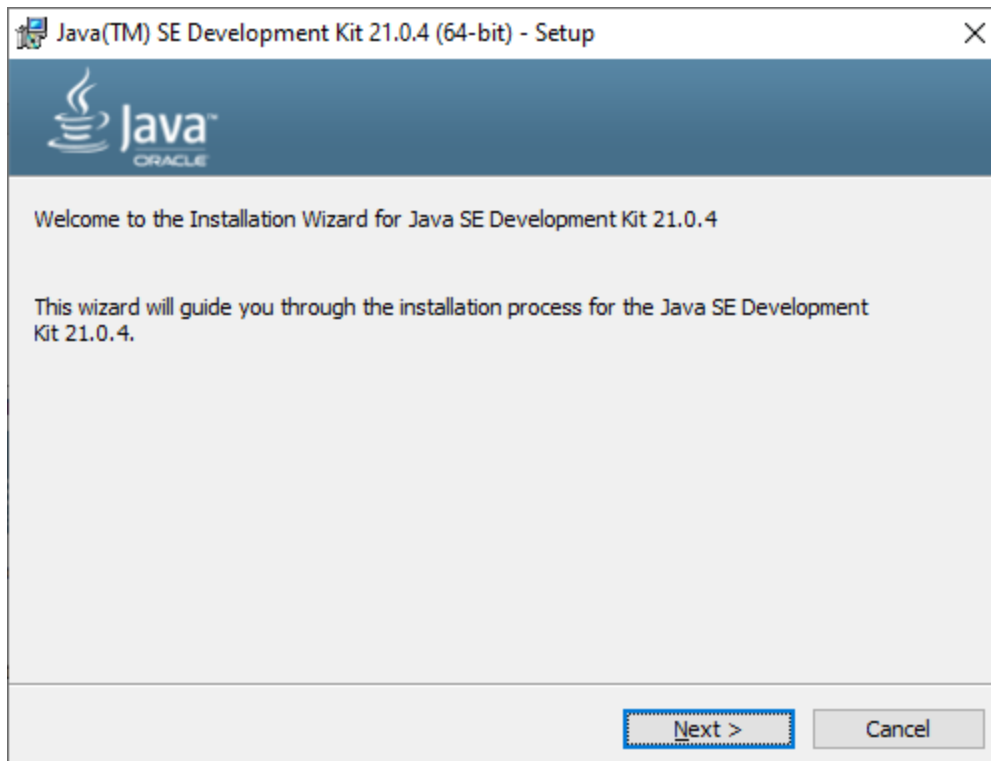 Java(TM) SE Development Kit 21.0.4 (64-bit) - Setup
Java™
ORACLE
Welcome to the Installation Wizard for Java SE Development Kit 21.0.4
This wizard will guide you through the installation process for the Java SE Development
Kit 21.0.4.
Next >
Cancel